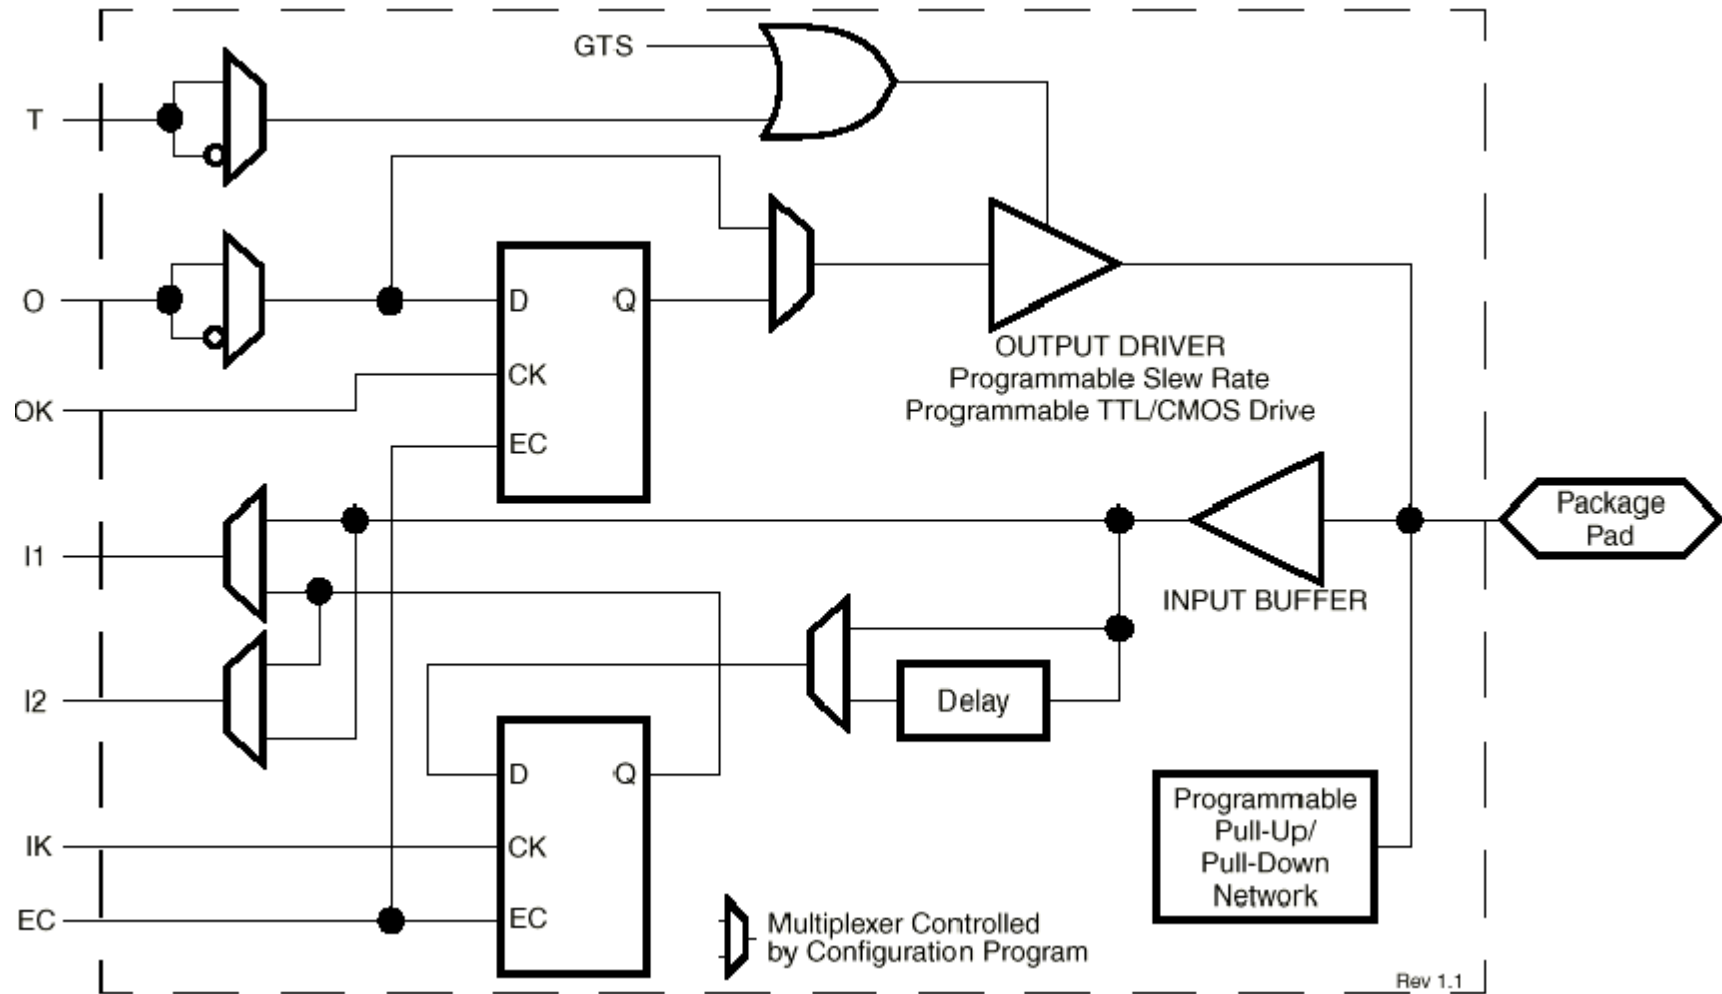 GTS
T
O
D
Q
CK
EC
OK
OUTPUT DRIVER
Programmable Slew Rate
Programmable TTL/CMOS Drive
Package
Pad
I1
INPUT BUFFER
I2
Delay
D
Q
CK
EC
IK
EC
Programmable
Pull-Up/
Pull-Down
Network
Multiplexer Controlled
by Configuration Program
Rev 1.1